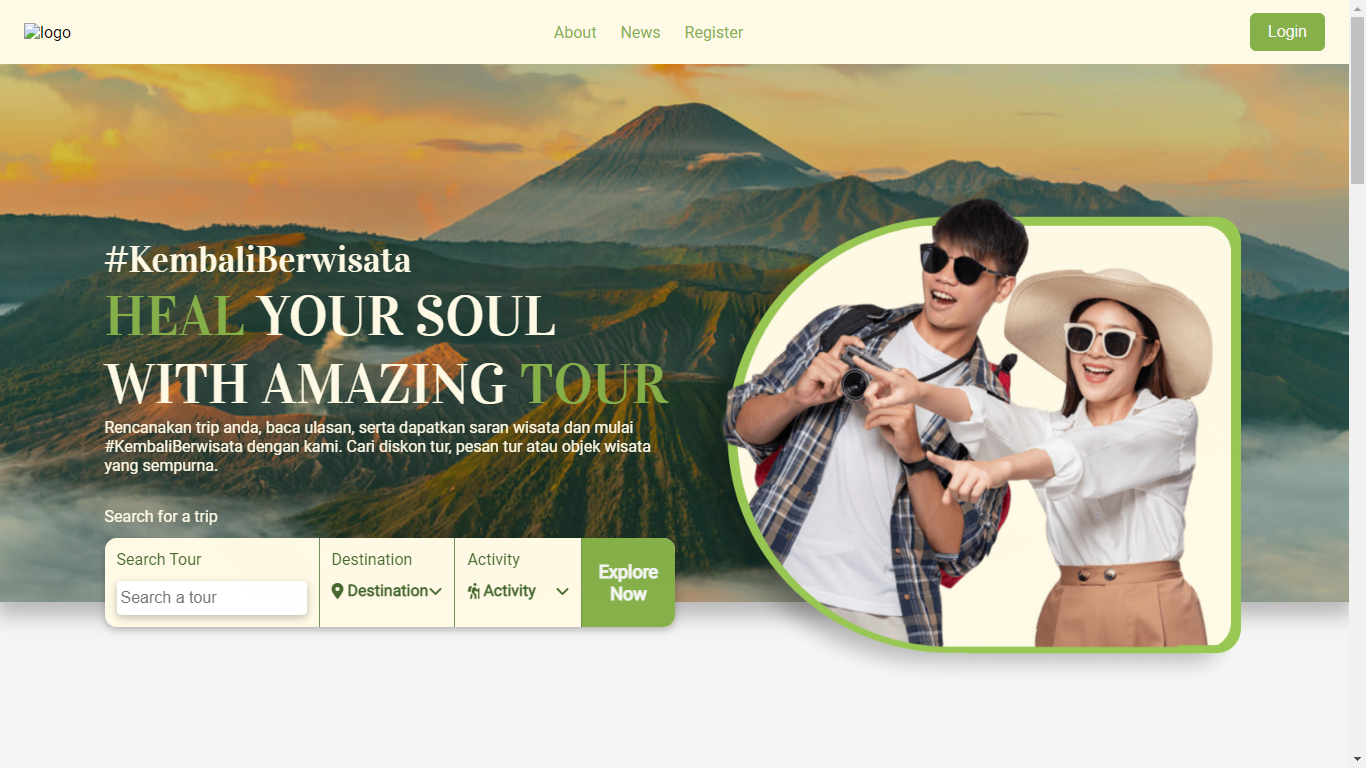 logo
About
News
Register
Login
#KembaliBerwisata
HEAL YOUR SOUL
WITH AMAZING TOUR
Rencanakan trip anda, baca ulasan, serta dapatkan saran wisata dan mulai
#KembaliBerwisata dengan kami. Cari diskon tur, pesan tur atau objek wisata
yang sempurna.
Search for a trip
Search Tour
Search a tour
Destination
Destination
Activity
Activity
Explore
Now